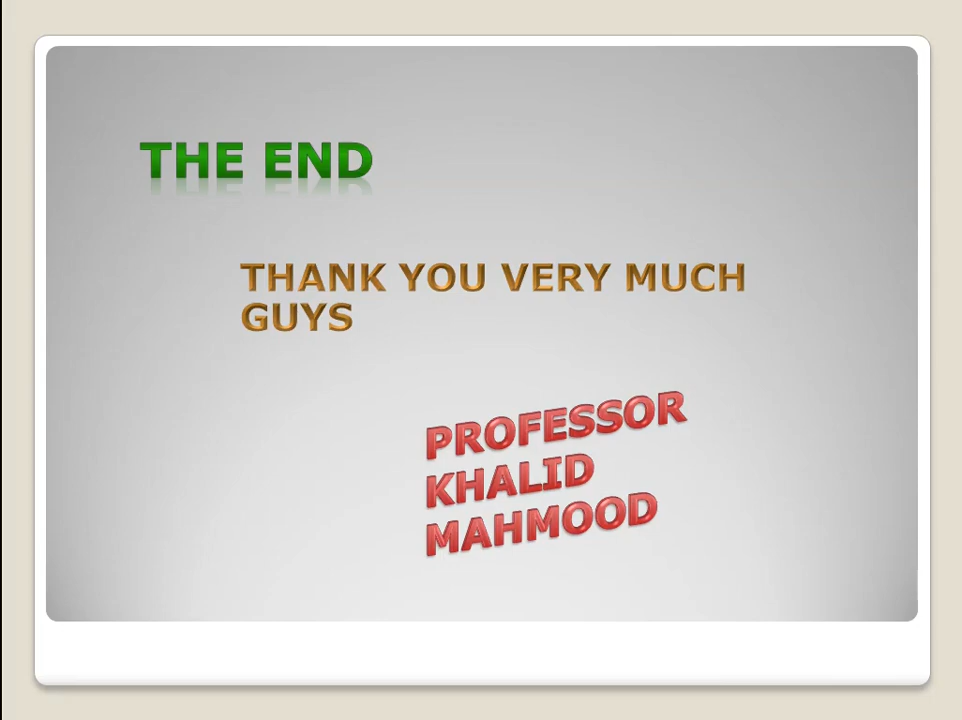 THE END
THANK YOU VERY MUCH
GUYS
PROFESSOR
KHALID
MAHMOOD